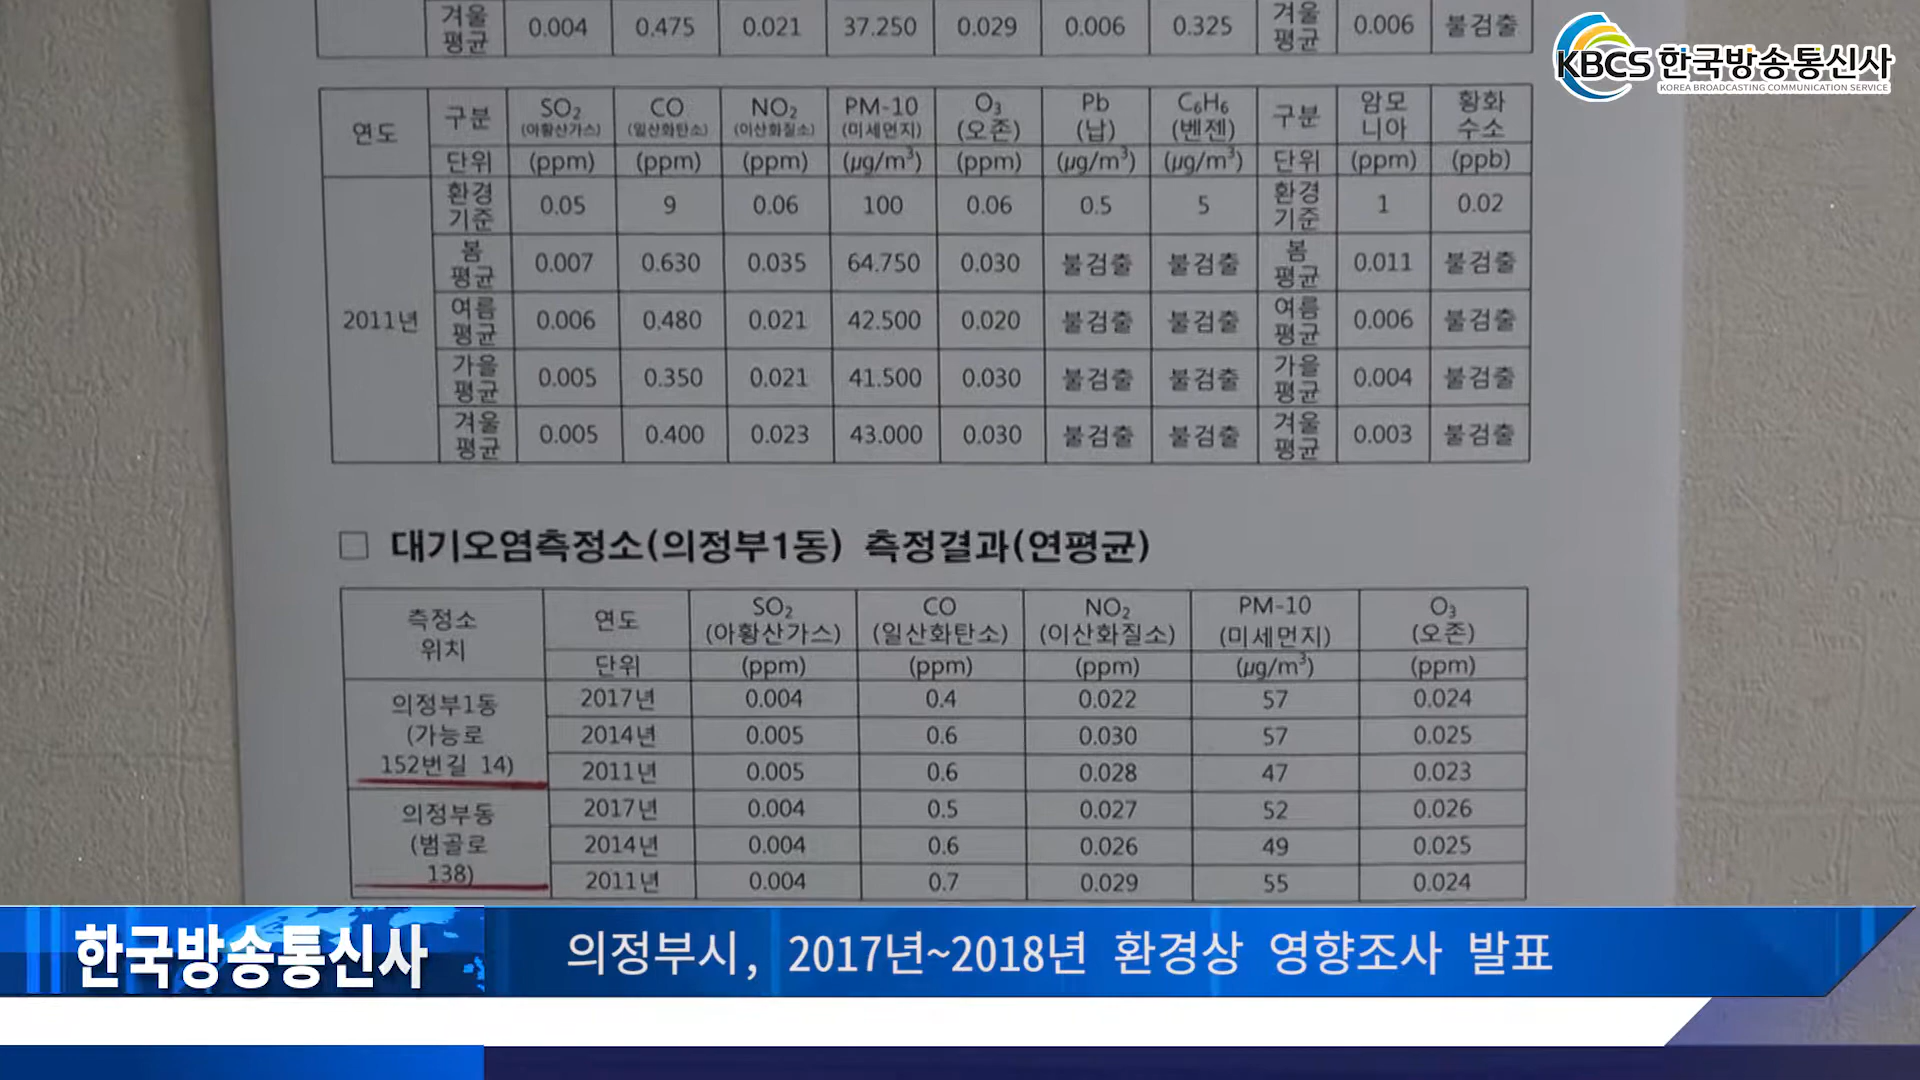 겨울 평균 0.004 0.475 0.021 37.250 0.029 0.006 0.325 겨울 평균 0.006 불검출
KBCS 한국방송통신사
KOREA BROADCASTING COMMUNICATION SERVICE
연도 구분 SO₂ (아황산가스) CO (일산화탄소) NO₂ (이산화질소) PM-10 (미세먼지) O₃ (오존) Pb (납) C₆H₆ (벤젠) 구분 암모니아 황화수소
단위 (ppm) (ppm) (ppm) (μg/m³) (ppm) (μg/m³) (μg/m³) 단위 (ppm) (ppb)
2011년
환경기준 0.05 9 0.06 100 0.06 0.5 5 환경기준 1 0.02
봄 평균 0.007 0.630 0.035 64.750 0.030 불검출 불검출 봄 평균 0.011 불검출
여름 평균 0.006 0.480 0.021 42.500 0.020 불검출 불검출 여름 평균 0.006 불검출
가을 평균 0.005 0.350 0.021 41.500 0.030 불검출 불검출 가을 평균 0.004 불검출
겨울 평균 0.005 0.400 0.023 43.000 0.030 불검출 불검출 겨울 평균 0.003 불검출
□ 대기오염측정소(의정부1동) 측정결과(연평균)
측정소 위치 연도 SO₂ (아황산가스) CO (일산화탄소) NO₂ (이산화질소) PM-10 (미세먼지) O₃ (오존)
단위 (ppm) (ppm) (ppm) (μg/m³) (ppm)
의정부1동 (가능로 152번길 14)
2017년 0.004 0.4 0.022 57 0.024
2014년 0.005 0.6 0.030 57 0.025
2011년 0.005 0.6 0.028 47 0.023
의정부동 (범골로 138)
2017년 0.004 0.5 0.027 52 0.026
2014년 0.004 0.6 0.026 49 0.025
2011년 0.004 0.7 0.029 55 0.024
한국방송통신사
의정부시, 2017년~2018년 환경상 영향조사 발표